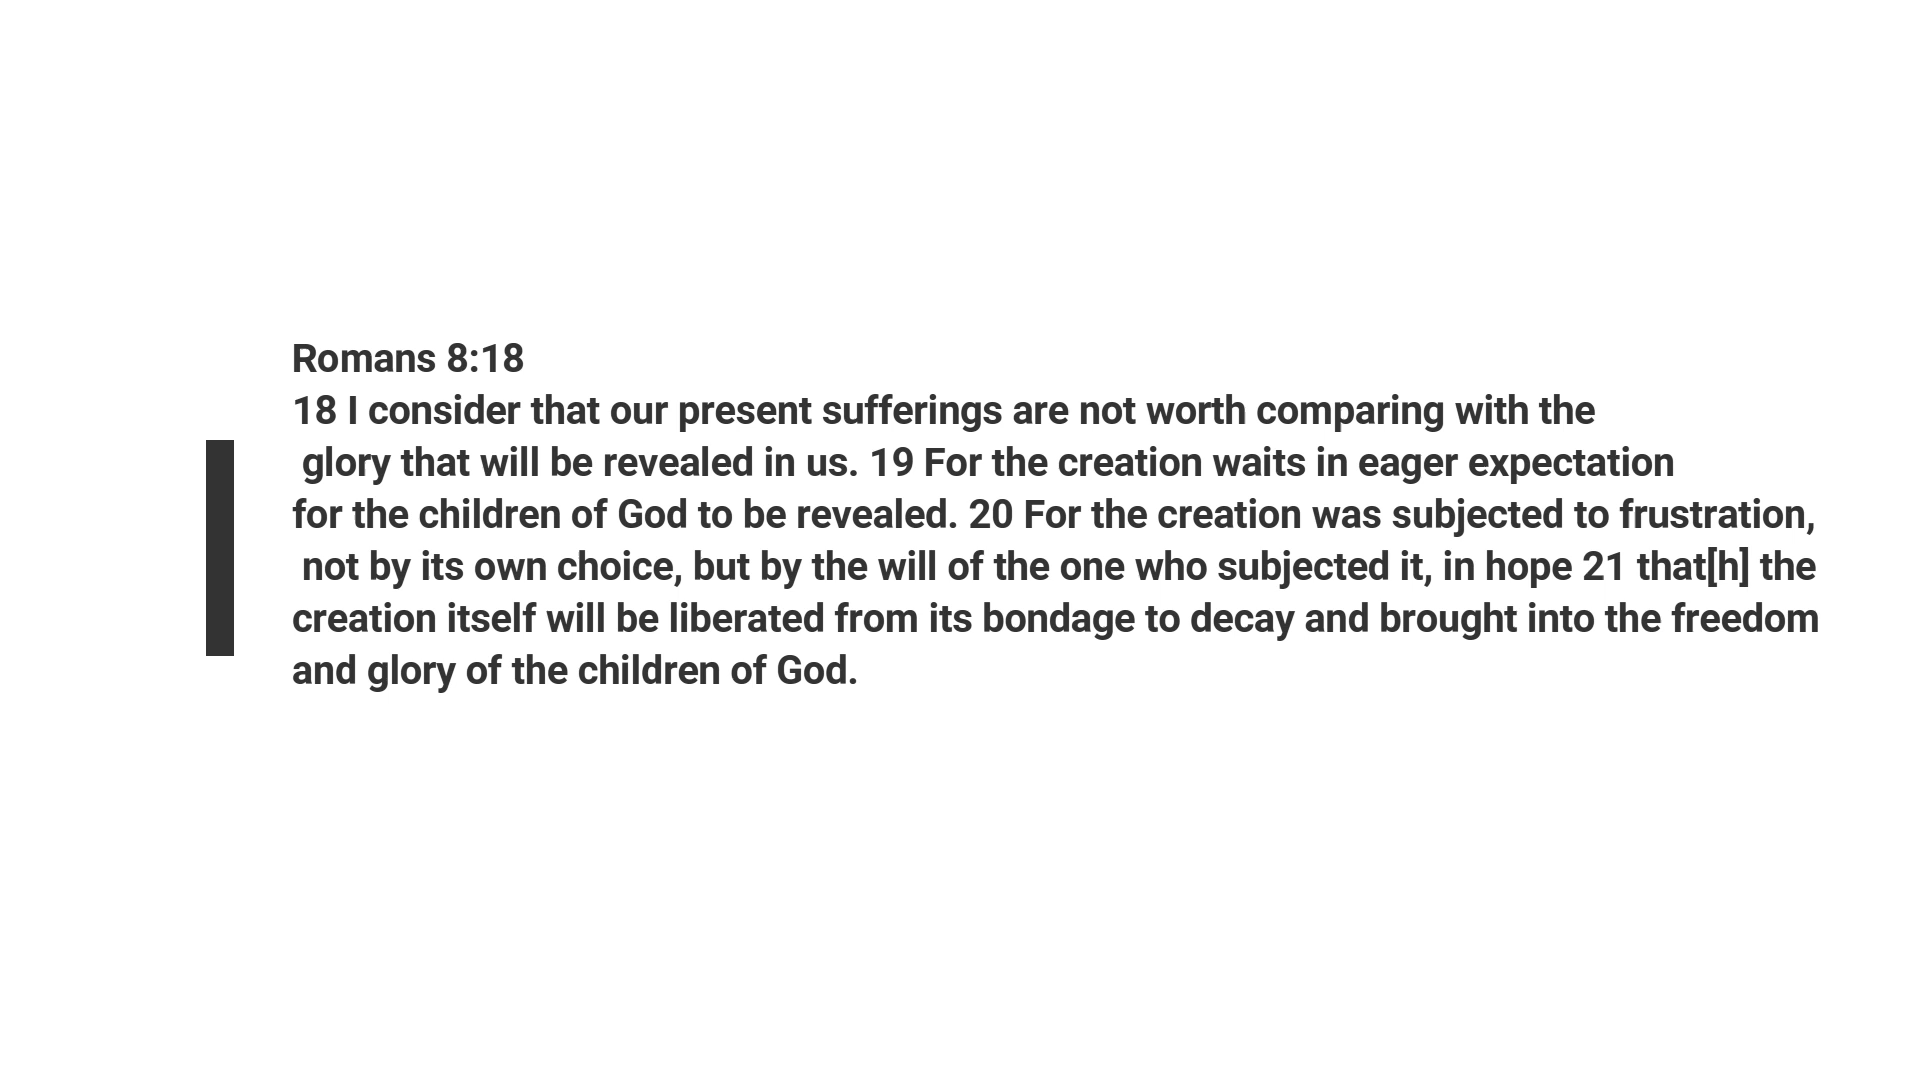 Romans 8:18
18 I consider that our present sufferings are not worth comparing with the
glory that will be revealed in us. 19 For the creation waits in eager expectation
for the children of God to be revealed. 20 For the creation was subjected to frustration,
not by its own choice, but by the will of the one who subjected it, in hope 21 that[h] the
creation itself will be liberated from its bondage to decay and brought into the freedom
and glory of the children of God.